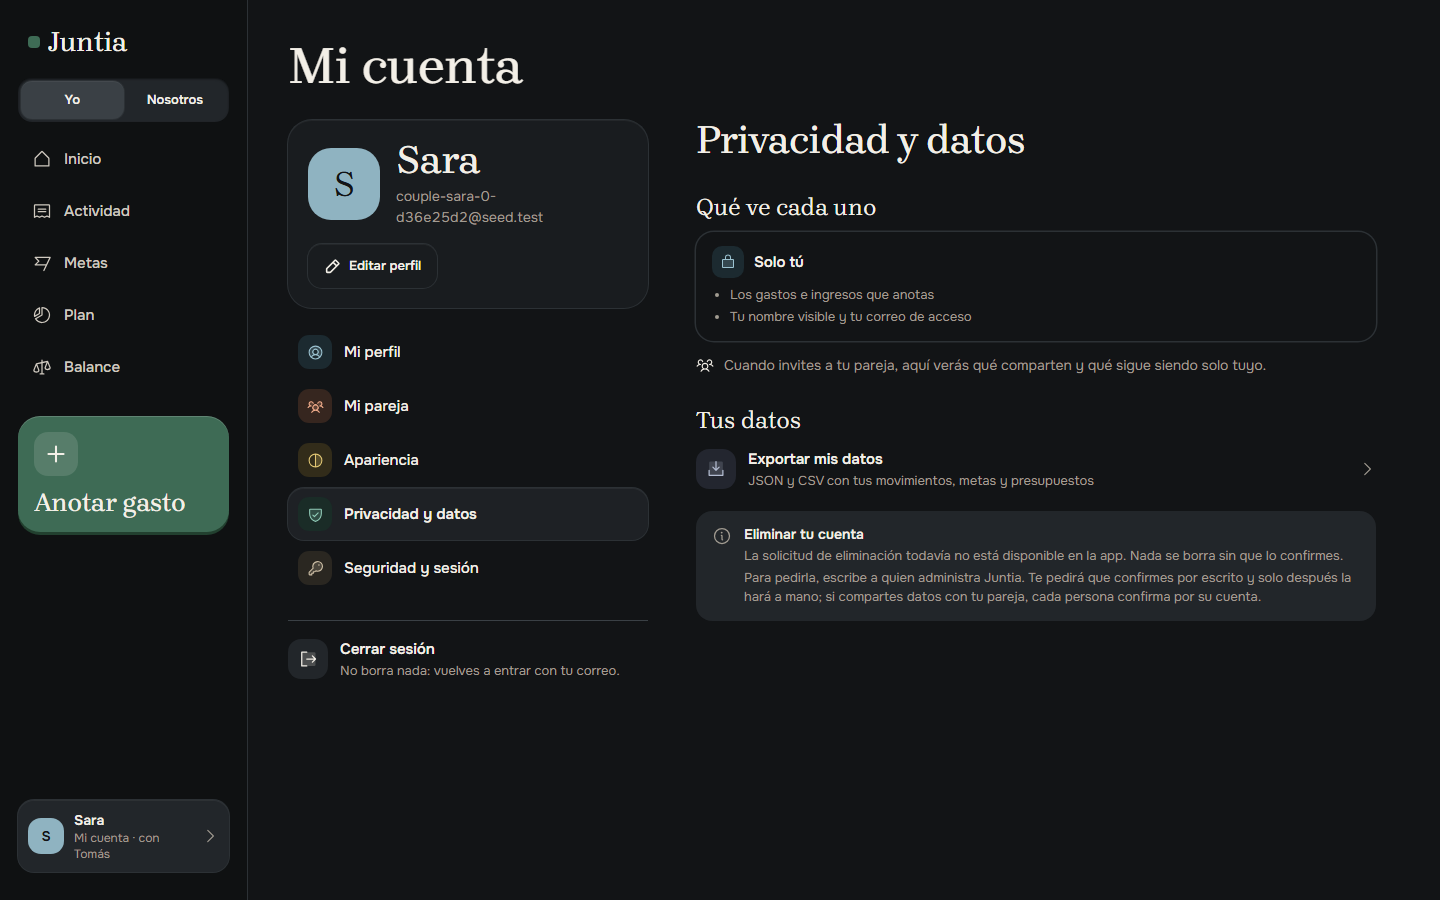 Juntia
Yo
Nosotros
Inicio
Actividad
Metas
Plan
Balance
Anotar gasto
Sara
Mi cuenta · con
Tomás
Mi cuenta
S
Sara
couple-sara-0-
d36e25d2@seed.test
Editar perfil
Mi perfil
Mi pareja
Apariencia
Privacidad y datos
Seguridad y sesión
Cerrar sesión
No borra nada: vuelves a entrar con tu correo.
Privacidad y datos
Qué ve cada uno
Solo tú
• Los gastos e ingresos que anotas
• Tu nombre visible y tu correo de acceso
Cuando invites a tu pareja, aquí verás qué comparten y qué sigue siendo solo tuyo.
Tus datos
Exportar mis datos
JSON y CSV con tus movimientos, metas y presupuestos
Eliminar tu cuenta
La solicitud de eliminación todavía no está disponible en la app. Nada se borra sin que lo confirmes.
Para pedirla, escribe a quien administra Juntia. Te pedirá que confirmes por escrito y solo después la
hará a mano; si compartes datos con tu pareja, cada persona confirma por su cuenta.
S